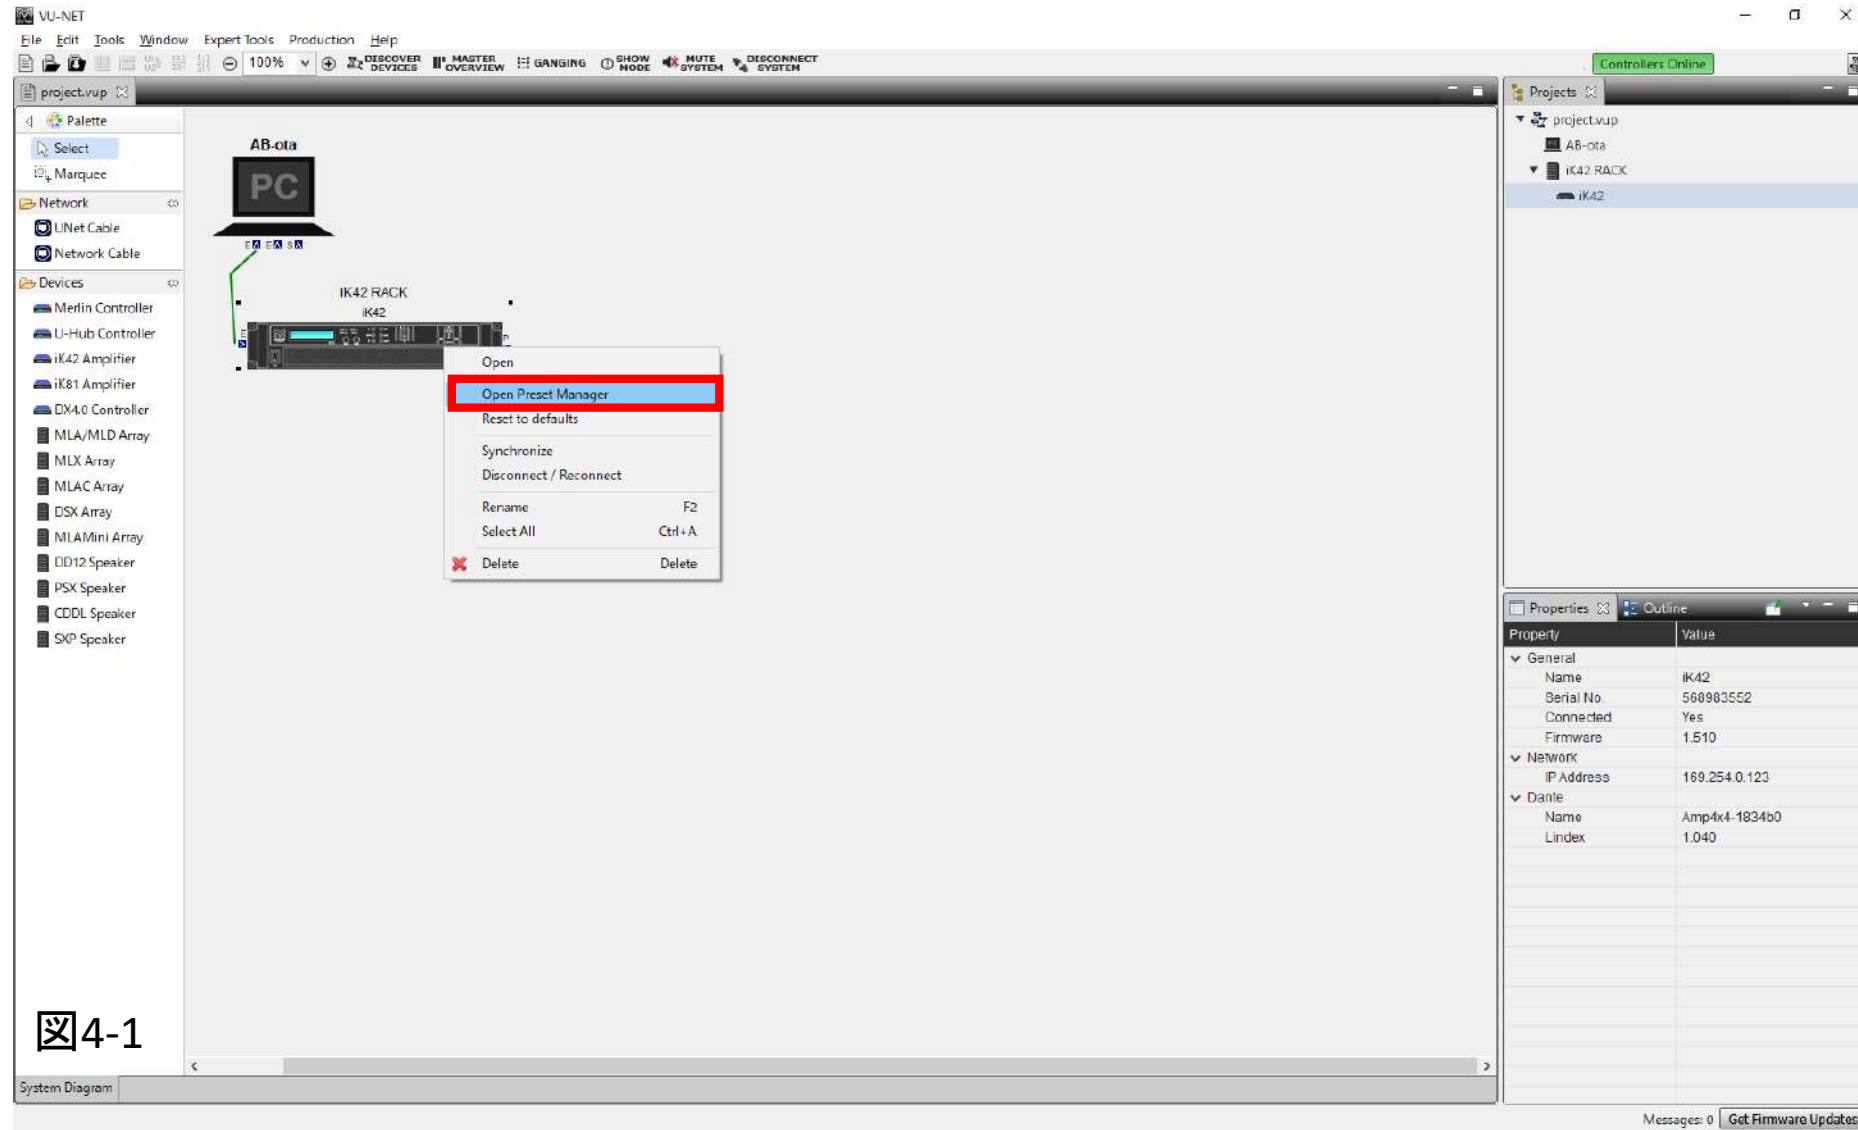 VU-NET
File Edit Tools Window Expert Tools Production Help
100% DISCOVER DEVICES MASTER OVERVIEW GANGING SHOW MODE MUTE SYSTEM DISCONNECT SYSTEM Controllers Online
project.vup
Palette
Select
Marquee
Network
UNet Cable
Network Cable
Devices
Merlin Controller
U-Hub Controller
iK42 Amplifier
iK81 Amplifier
DX4.0 Controller
MLA/MLD Array
MLX Array
MLAC Array
DSX Array
MLAMini Array
DD12 Speaker
PSX Speaker
CDDL Speaker
SXP Speaker
AB-ota
PC
E E S
IK42 RACK
iK42
E
P
Open
Open Preset Manager
Reset to defaults
Synchronize
Disconnect / Reconnect
Rename F2
Select All Ctrl+A
Delete Delete
Projects
project.vup
AB-ota
iK42 RACK
iK42
Properties Outline
Property Value
General
Name iK42
Serial No. 568983552
Connected Yes
Firmware 1.510
Network
IP Address 169.254.0.123
Dante
Name Amp4x4-1834b0
Lindex 1.040
図4-1
System Diagram
Messages: 0 Get Firmware Updates